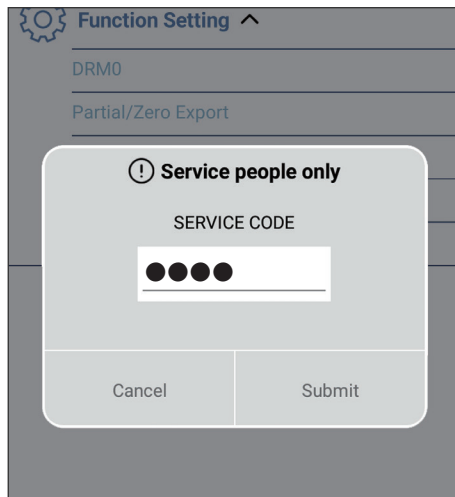 Function Setting
DRM0
Partial/Zero Export
Service people only
SERVICE CODE
●●●●
Cancel
Submit